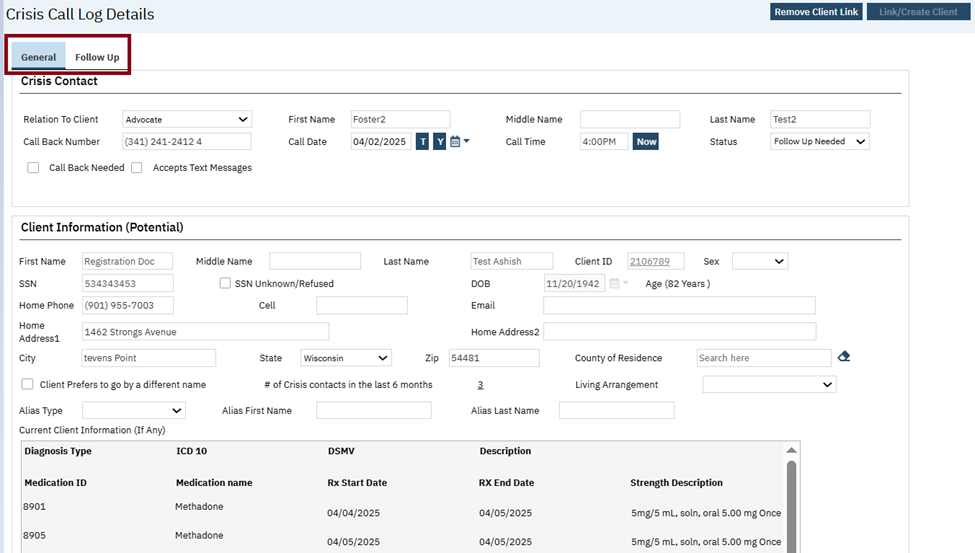 Crisis Call Log Details
Remove Client Link Link/Create Client
General Follow Up
Crisis Contact
Relation To Client Advocate First Name Foster2 Middle Name Last Name Test2
Call Back Number (341) 241-2412 4 Call Date 04/02/2025 T Y Call Time 4:00PM Now Status Follow Up Needed
Call Back Needed Accepts Text Messages
Client Information (Potential)
First Name Registration Doc Middle Name Last Name Test Ashish Client ID 2106789 Sex
SSN 534343453 SSN Unknown/Refused DOB 11/20/1942 Age (82 Years )
Home Phone (901) 955-7003 Cell Email
Home Address1 1462 Strongs Avenue Home Address2
City tevens Point State Wisconsin Zip 54481 County of Residence Search here
Client Prefers to go by a different name # of Crisis contacts in the last 6 months 3 Living Arrangement
Alias Type Alias First Name Alias Last Name
Current Client Information (If Any)
Diagnosis Type ICD 10 DSMV Description
Medication ID Medication name Rx Start Date RX End Date Strength Description
8901 Methadone 04/04/2025 04/05/2025 5mg/5 mL, soln, oral 5.00 mg Once
8905 Methadone 04/05/2025 04/05/2025 5mg/5 mL, soln, oral 5.00 mg Once